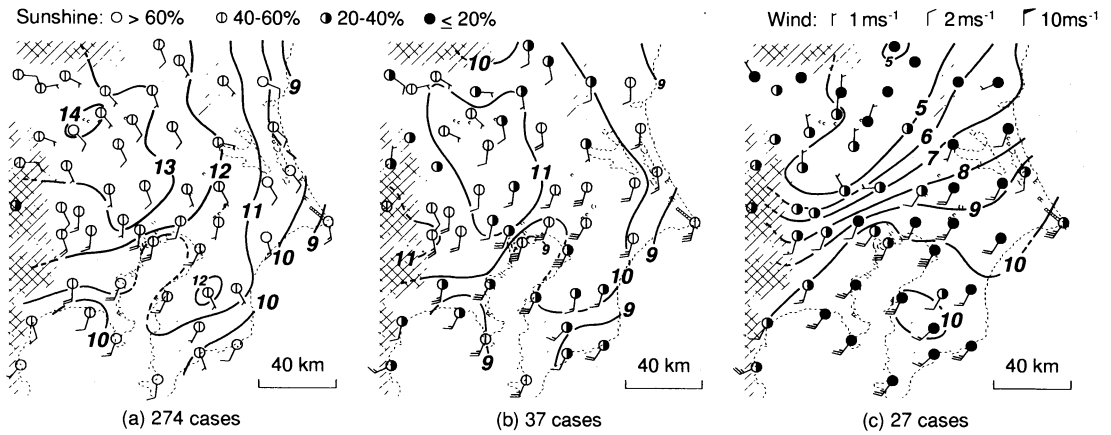 Sunshine: ○ > 60% ⦶ 40-60% ◑ 20-40% ● ≤ 20% Wind: 1 ms⁻¹ 2 ms⁻¹ 10ms⁻¹
14 13 12 11 10 9 9 12 10 10
10 9 11 11 9 10 9 9 9
5 5 6 7 8 9 10 10
40 km 40 km 40 km
(a) 274 cases (b) 37 cases (c) 27 cases